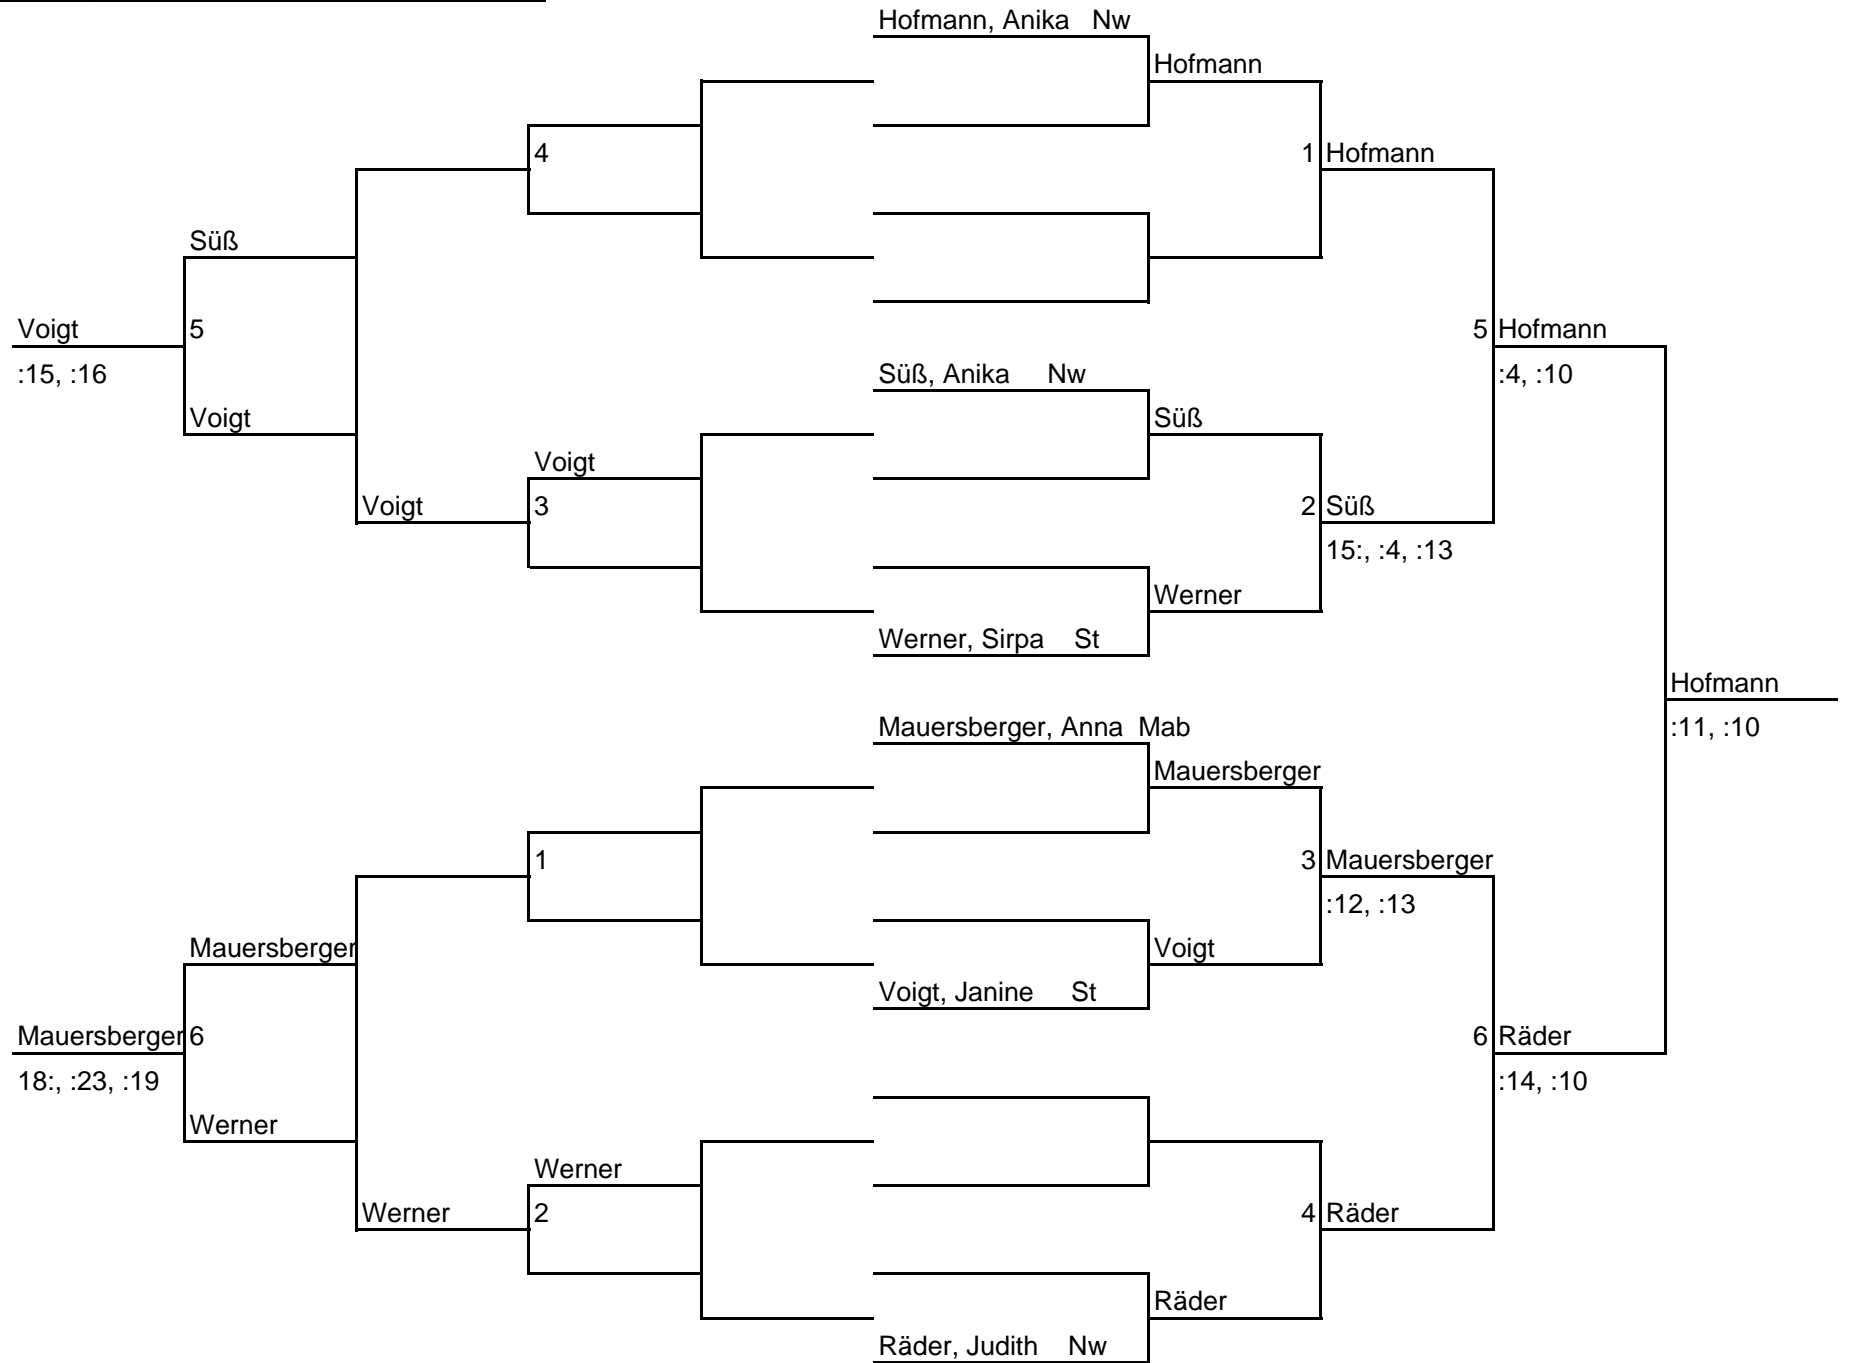 Hofmann, Anika Nw
Hofmann
4
1 Hofmann
Süß
Voigt
5
5 Hofmann
:15, :16
Süß, Anika Nw
:4, :10
Voigt
Süß
Voigt
Voigt
3
2 Süß
15:, :4, :13
Werner
Werner, Sirpa St
Hofmann
Mauersberger, Anna Mab
:11, :10
Mauersberger
1
3 Mauersberger
:12, :13
Mauersberger
Voigt
Voigt, Janine St
Mauersberger 6
6 Räder
18:, :23, :19
:14, :10
Werner
Werner
Werner
2
4 Räder
Räder
Räder, Judith Nw